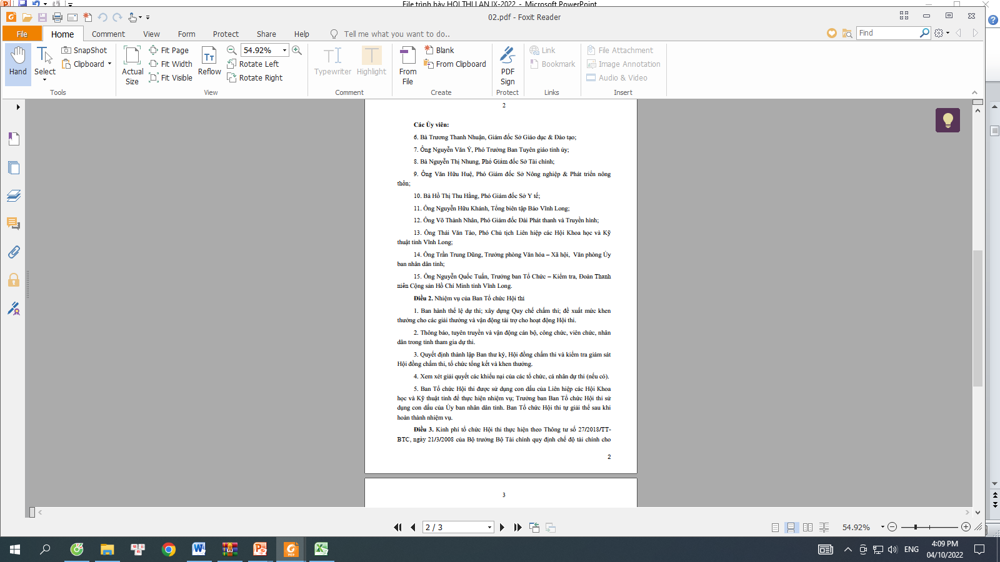 File trình bày HOI THI LAN IX-2022 - Microsoft PowerPoint
02.pdf - Foxit Reader
File
Home
Comment
View
Form
Protect
Share
Help
Tell me what you want to do..
Find
Hand
Select
SnapShot
Clipboard
Tools
Actual Size
Fit Page
Fit Width
Fit Visible
Reflow
54.92%
Rotate Left
Rotate Right
View
Typewriter
Highlight
Comment
From File
Blank
From Clipboard
Create
PDF Sign
Protect
Link
Bookmark
Links
File Attachment
Image Annotation
Audio & Video
Insert
2
Các Ủy viên:
6. Bà Trương Thanh Nhuận, Giám đốc Sở Giáo dục & Đào tạo;
7. Ông Nguyễn Văn Ý, Phó Trưởng Ban Tuyên giáo tỉnh ủy;
8. Bà Nguyễn Thị Nhung, Phó Giám đốc Sở Tài chính;
9. Ông Văn Hữu Huệ, Phó Giám đốc Sở Nông nghiệp & Phát triển nông
thôn;
10. Bà Hồ Thị Thu Hằng, Phó Giám đốc Sở Y tế;
11. Ông Nguyễn Hữu Khánh, Tổng biên tập Báo Vĩnh Long;
12. Ông Võ Thành Nhân, Phó Giám đốc Đài Phát thanh và Truyền hình;
13. Ông Thái Văn Tào, Phó Chủ tịch Liên hiệp các Hội Khoa học và Kỹ
thuật tỉnh Vĩnh Long;
14. Ông Trần Trung Dũng, Trưởng phòng Văn hóa – Xã hội, Văn phòng Ủy
ban nhân dân tỉnh;
15. Ông Nguyễn Quốc Tuấn, Trưởng ban Tổ Chức – Kiểm tra, Đoàn Thanh
niên Cộng sản Hồ Chí Minh tỉnh Vĩnh Long.
Điều 2. Nhiệm vụ của Ban Tổ chức Hội thi
1. Ban hành thể lệ dự thi; xây dựng Quy chế chấm thi; đề xuất mức khen
thưởng cho các giải thưởng và vận động tài trợ cho hoạt động Hội thi.
2. Thông báo, tuyên truyền và vận động cán bộ, công chức, viên chức, nhân
dân trong tỉnh tham gia dự thi.
3. Quyết định thành lập Ban thư ký, Hội đồng chấm thi và kiểm tra giám sát
Hội đồng chấm thi, tổ chức tổng kết và khen thưởng.
4. Xem xét giải quyết các khiếu nại của các tổ chức, cá nhân dự thi (nếu có).
5. Ban Tổ chức Hội thi được sử dụng con dấu của Liên hiệp các Hội Khoa
học và Kỹ thuật tỉnh để thực hiện nhiệm vụ; Trưởng ban Ban Tổ chức Hội thi sử
dụng con dấu của Ủy ban nhân dân tỉnh. Ban Tổ chức Hội thi tự giải thể sau khi
hoàn thành nhiệm vụ.
Điều 3. Kinh phí tổ chức Hội thi thực hiện theo Thông tư số 27/2018/TT-
BTC, ngày 21/3/2008 của Bộ trưởng Bộ Tài chính quy định chế độ tài chính cho
2
3
2 / 3
54.92%
ENG
4:09 PM
04/10/2022